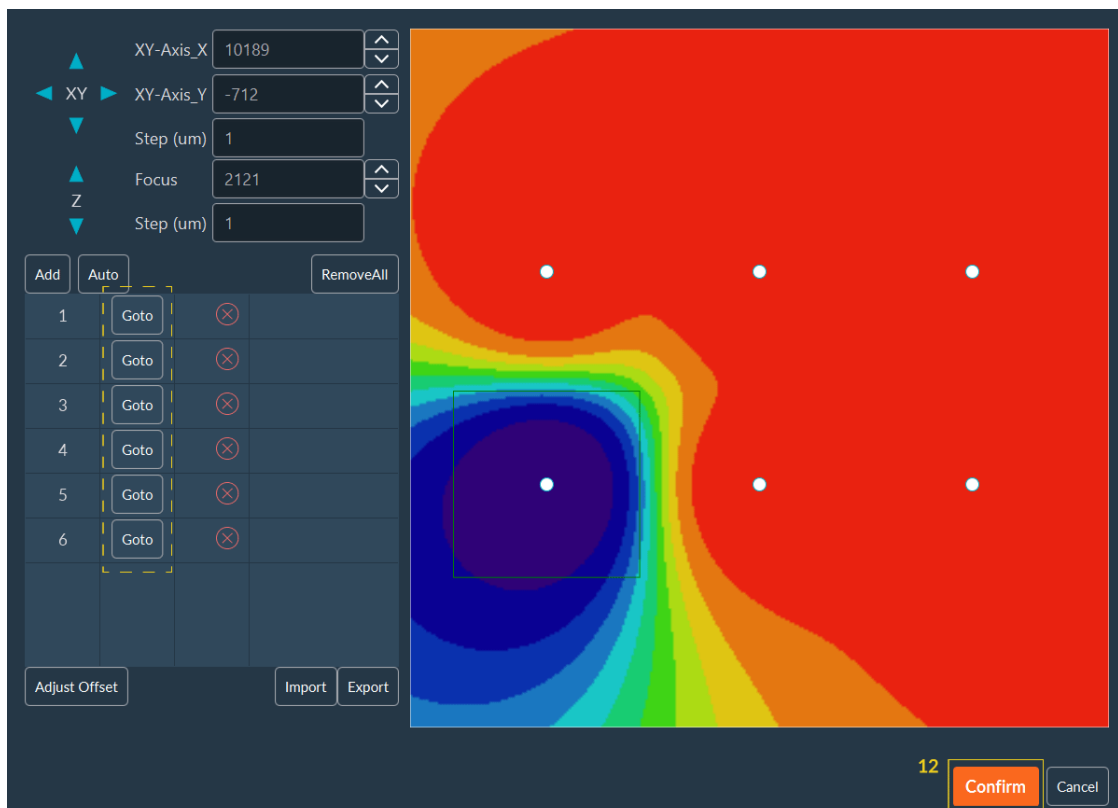 XY-Axis_X 10189
XY XY-Axis_Y -712
Step (um) 1
Focus 2121
Z
Step (um) 1
Add Auto RemoveAll
1 Goto
2 Goto
3 Goto
4 Goto
5 Goto
6 Goto
Adjust Offset Import Export
12
Confirm Cancel